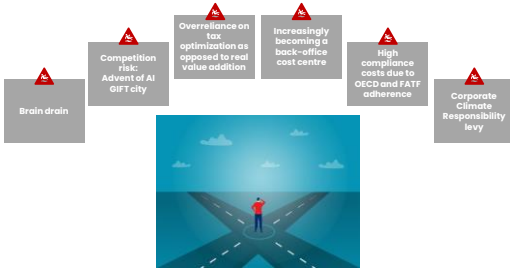 Brain drain
Competition
risk:
Advent of AI
GIFT city
Overreliance on
tax
optimization as
opposed to real
value addition
Increasingly
becoming a
back-office
cost centre
High
compliance
costs due to
OECD and FATF
adherence
Corporate
Climate
Responsibility
levy